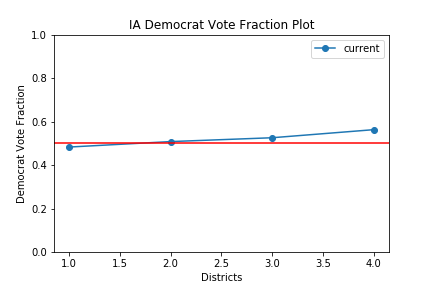 IA Democrat Vote Fraction Plot
current
1.0
0.8
0.6
0.4
0.2
0.0
Democrat Vote Fraction
1.0 1.5 2.0 2.5 3.0 3.5 4.0
Districts